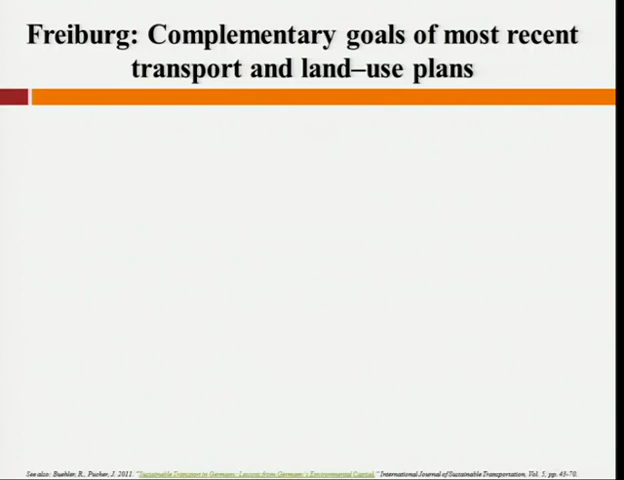 Freiburg: Complementary goals of most recent
transport and land–use plans
See also: Buehler, R., Pucher, J. 2011. "Sustainable Transport in Germany: Lessons from Germany's Environmental Capital," International Journal of Sustainable Transportation, Vol. 5, pp. 43-70.